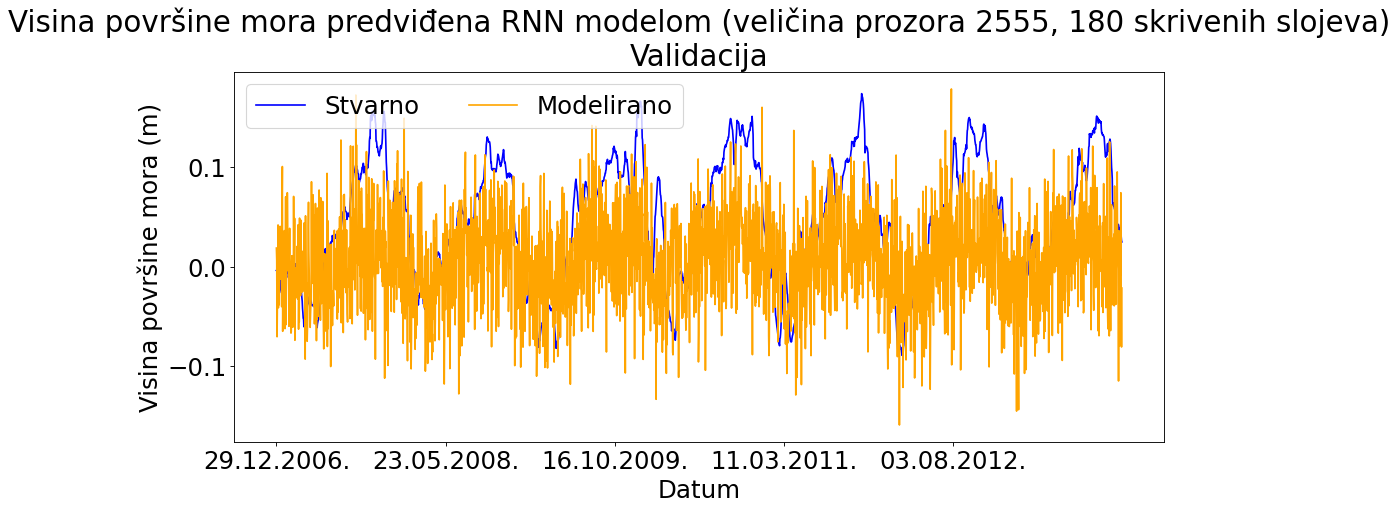 Visina površine mora predviđena RNN modelom (veličina prozora 2555, 180 skrivenih slojeva)
Validacija
Stvarno
Modelirano
Visina površine mora (m)
0.1
0.0
−0.1
29.12.2006.
23.05.2008.
16.10.2009.
11.03.2011.
03.08.2012.
Datum